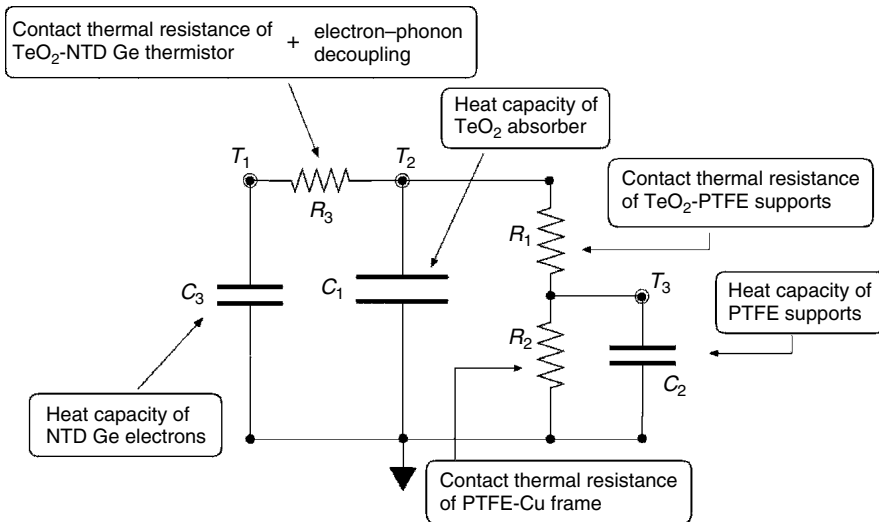 Contact thermal resistance of
TeO₂-NTD Ge thermistor
+
electron–phonon
decoupling
Heat capacity of
TeO₂ absorber
T₁
T₂
R₃
Contact thermal resistance
of TeO₂-PTFE supports
R₁
C₃
C₁
T₃
Heat capacity of
PTFE supports
R₂
C₂
Heat capacity of
NTD Ge electrons
Contact thermal resistance
of PTFE-Cu frame